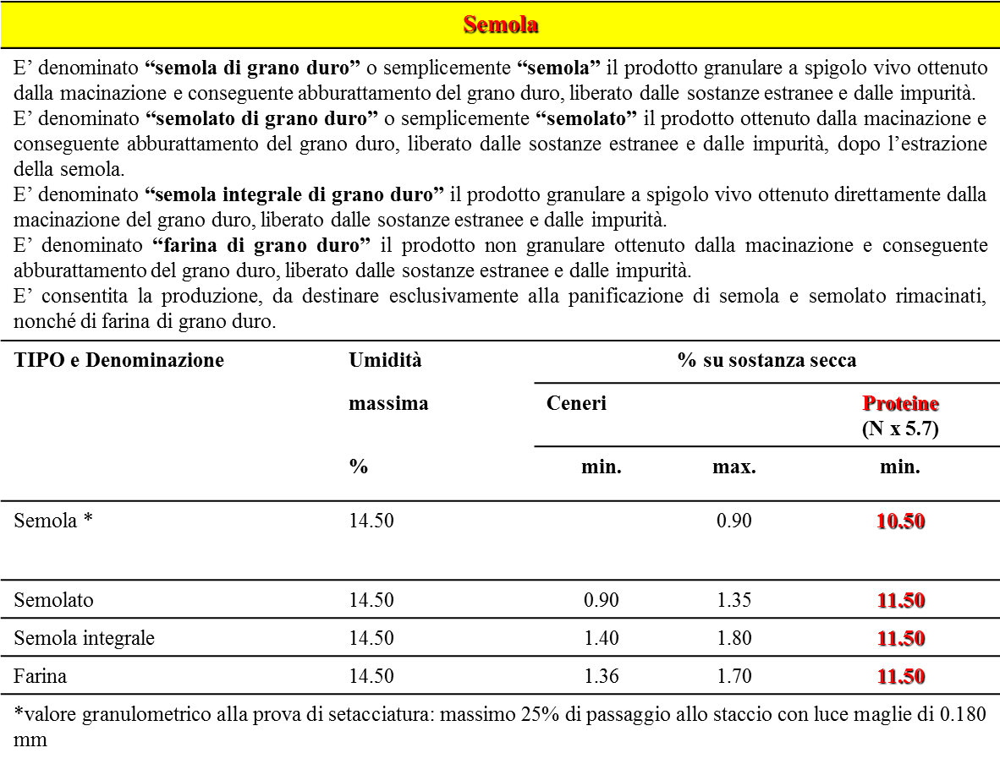 Semola
E’ denominato “semola di grano duro” o semplicemente “semola” il prodotto granulare a spigolo vivo ottenuto
dalla macinazione e conseguente abburattamento del grano duro, liberato dalle sostanze estranee e dalle impurità.
E’ denominato “semolato di grano duro” o semplicemente “semolato” il prodotto ottenuto dalla macinazione e
conseguente abburattamento del grano duro, liberato dalle sostanze estranee e dalle impurità, dopo l’estrazione
della semola.
E’ denominato “semola integrale di grano duro” il prodotto granulare a spigolo vivo ottenuto direttamente dalla
macinazione del grano duro, liberato dalle sostanze estranee e dalle impurità.
E’ denominato “farina di grano duro” il prodotto non granulare ottenuto dalla macinazione e conseguente
abburattamento del grano duro, liberato dalle sostanze estranee e dalle impurità.
E’ consentita la produzione, da destinare esclusivamente alla panificazione di semola e semolato rimacinati,
nonché di farina di grano duro.
TIPO e Denominazione Umidità % su sostanza secca
massima Ceneri Proteine
(N x 5.7)
% min. max. min.
Semola * 14.50 0.90 10.50
Semolato 14.50 0.90 1.35 11.50
Semola integrale 14.50 1.40 1.80 11.50
Farina 14.50 1.36 1.70 11.50
*valore granulometrico alla prova di setacciatura: massimo 25% di passaggio allo staccio con luce maglie di 0.180
mm